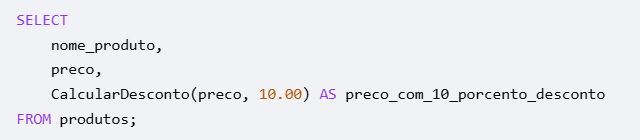 SELECT
nome_produto,
preco,
CalcularDesconto(preco, 10.00) AS preco_com_10_porcento_desconto
FROM produtos;